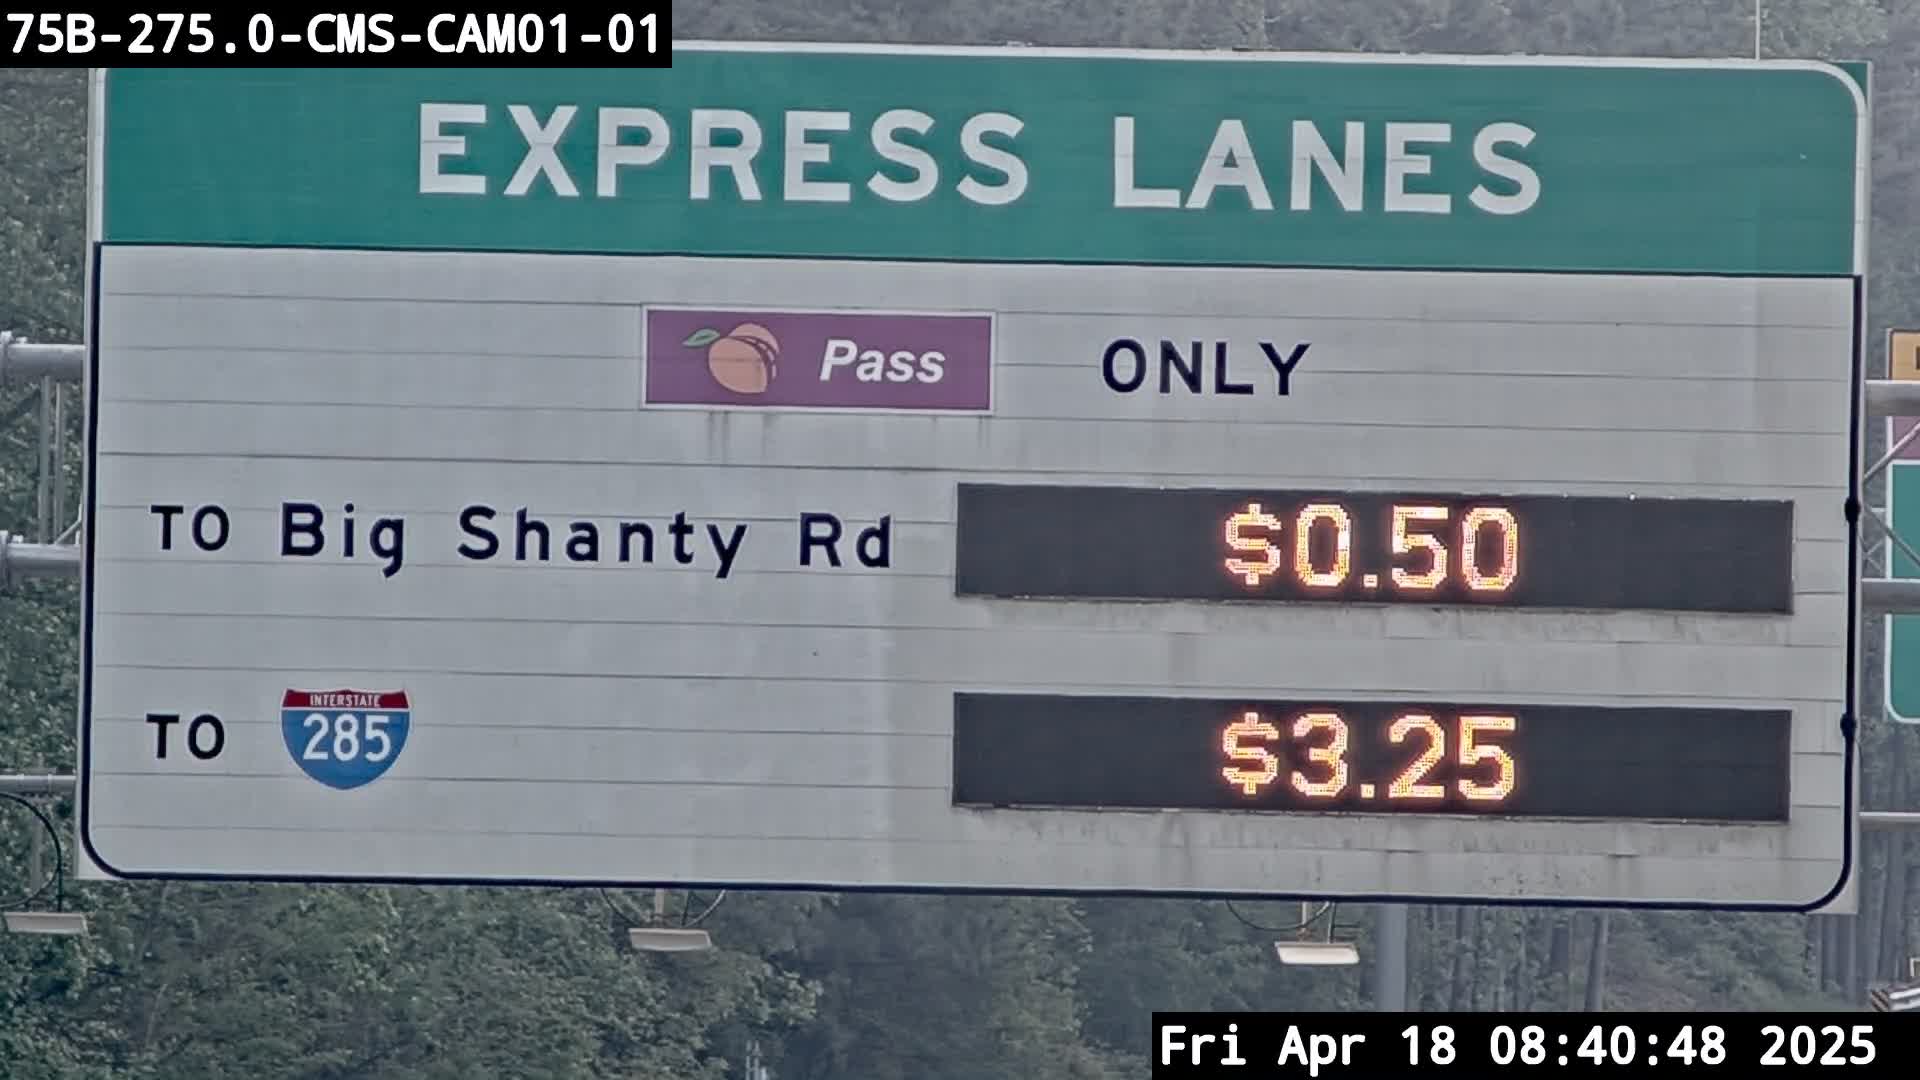 75B-275.0-CMS-CAM01-01
EXPRESS LANES
Pass ONLY
TO Big Shanty Rd $0.50
TO INTERSTATE 285 $3.25
Fri Apr 18 08:40:48 2025